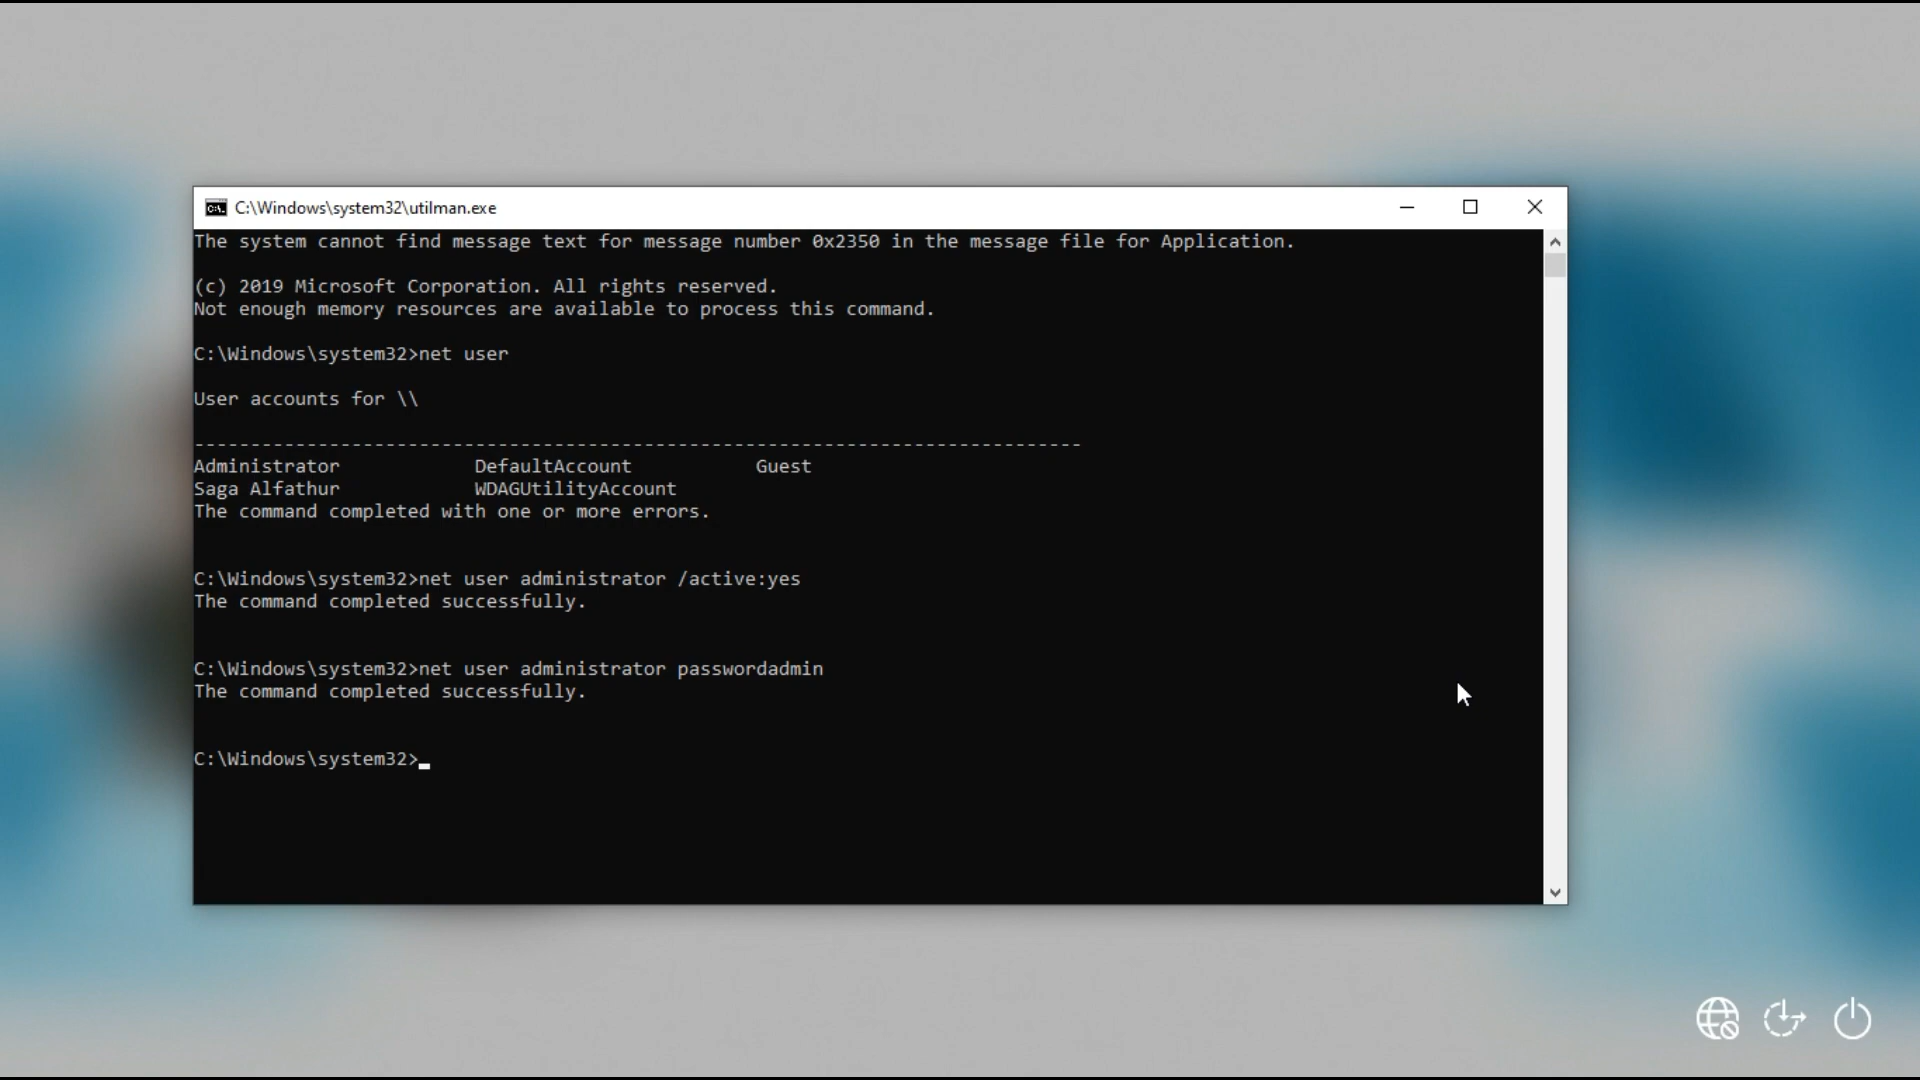 C:\Windows\system32\utilman.exe
The system cannot find message text for message number 0x2350 in the message file for Application.
(c) 2019 Microsoft Corporation. All rights reserved.
Not enough memory resources are available to process this command.
C:\Windows\system32>net user
User accounts for \\
-------------------------------------------------------------------------------
Administrator            DefaultAccount           Guest
Saga Alfathur            WDAGUtilityAccount
The command completed with one or more errors.
C:\Windows\system32>net user administrator /active:yes
The command completed successfully.
C:\Windows\system32>net user administrator passwordadmin
The command completed successfully.
C:\Windows\system32>